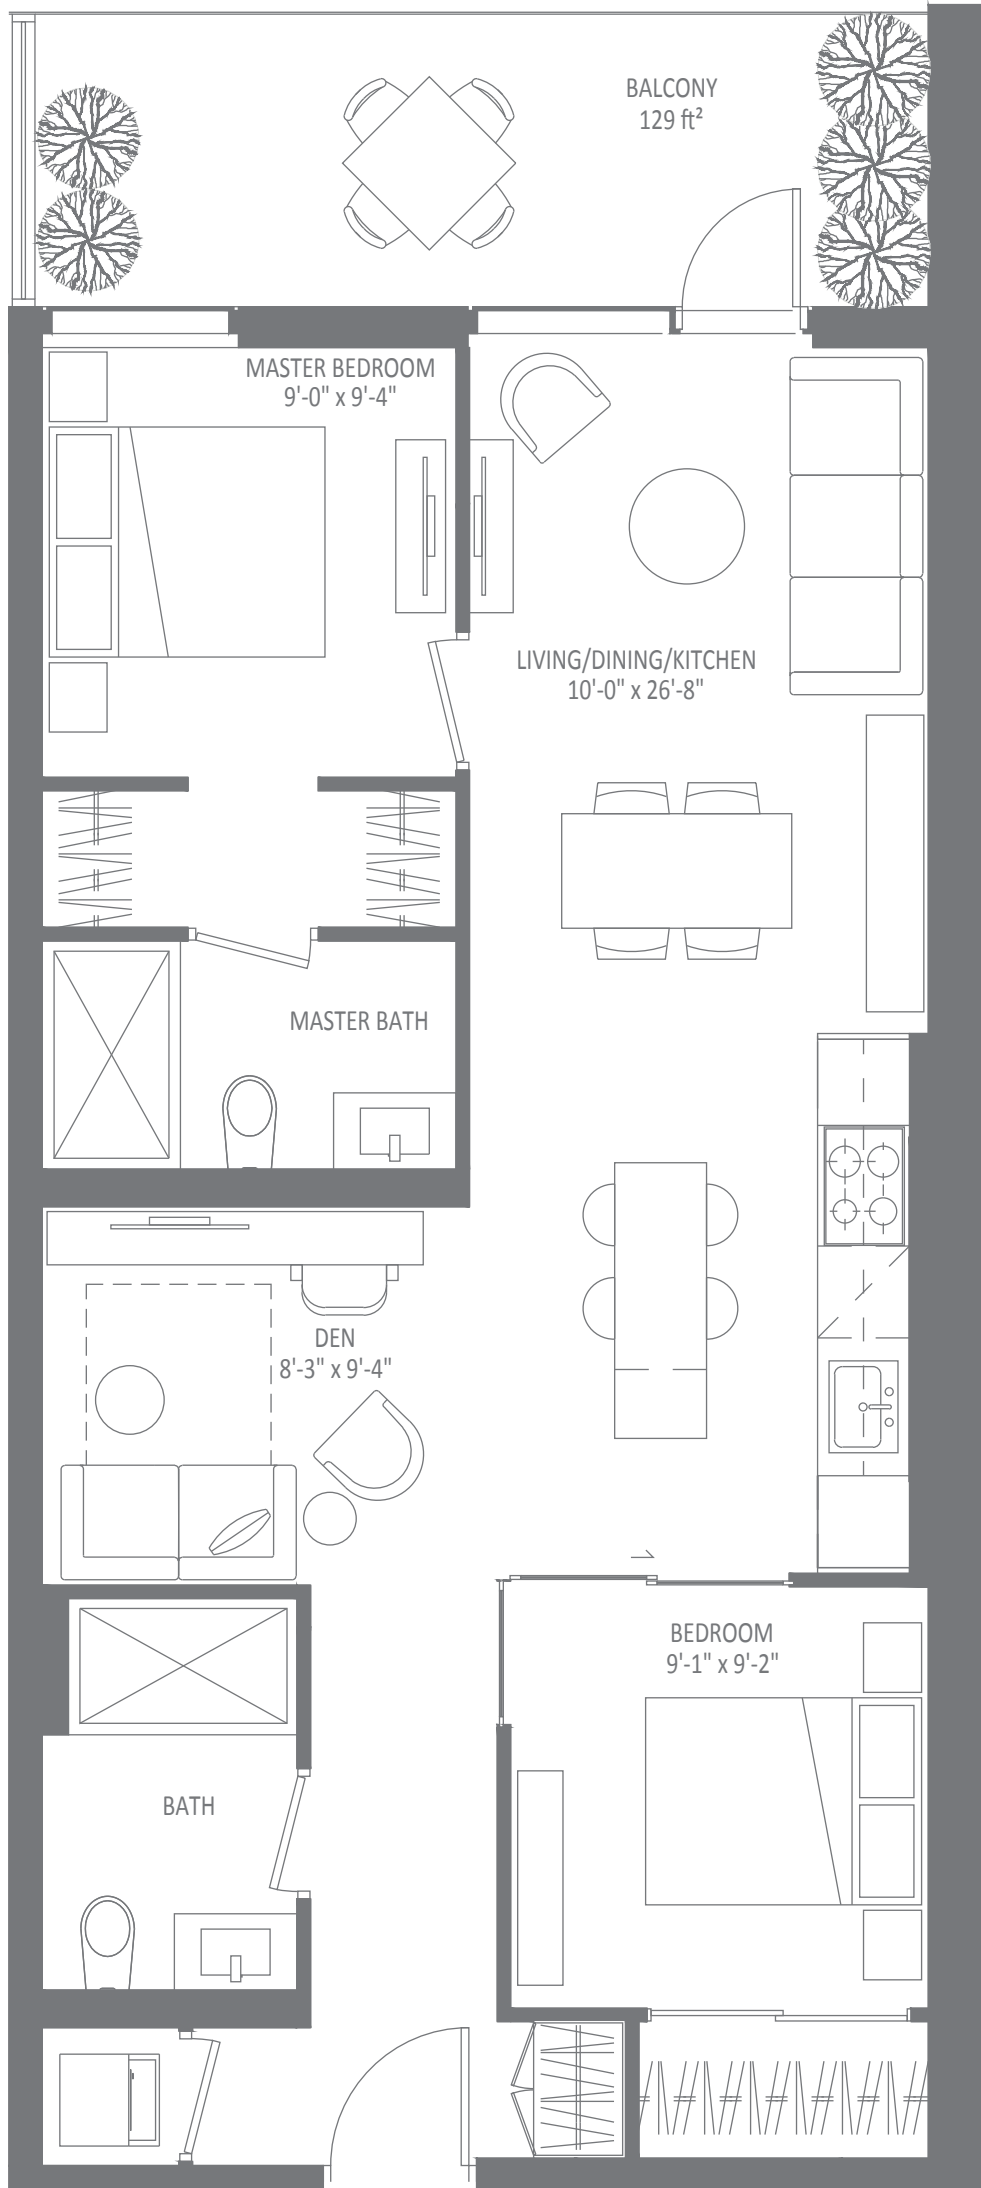 BALCONY
129 ft²
MASTER BEDROOM
9'-0" x 9'-4"
LIVING/DINING/KITCHEN
10'-0" x 26'-8"
MASTER BATH
DEN
8'-3" x 9'-4"
BEDROOM
9'-1" x 9'-2"
BATH